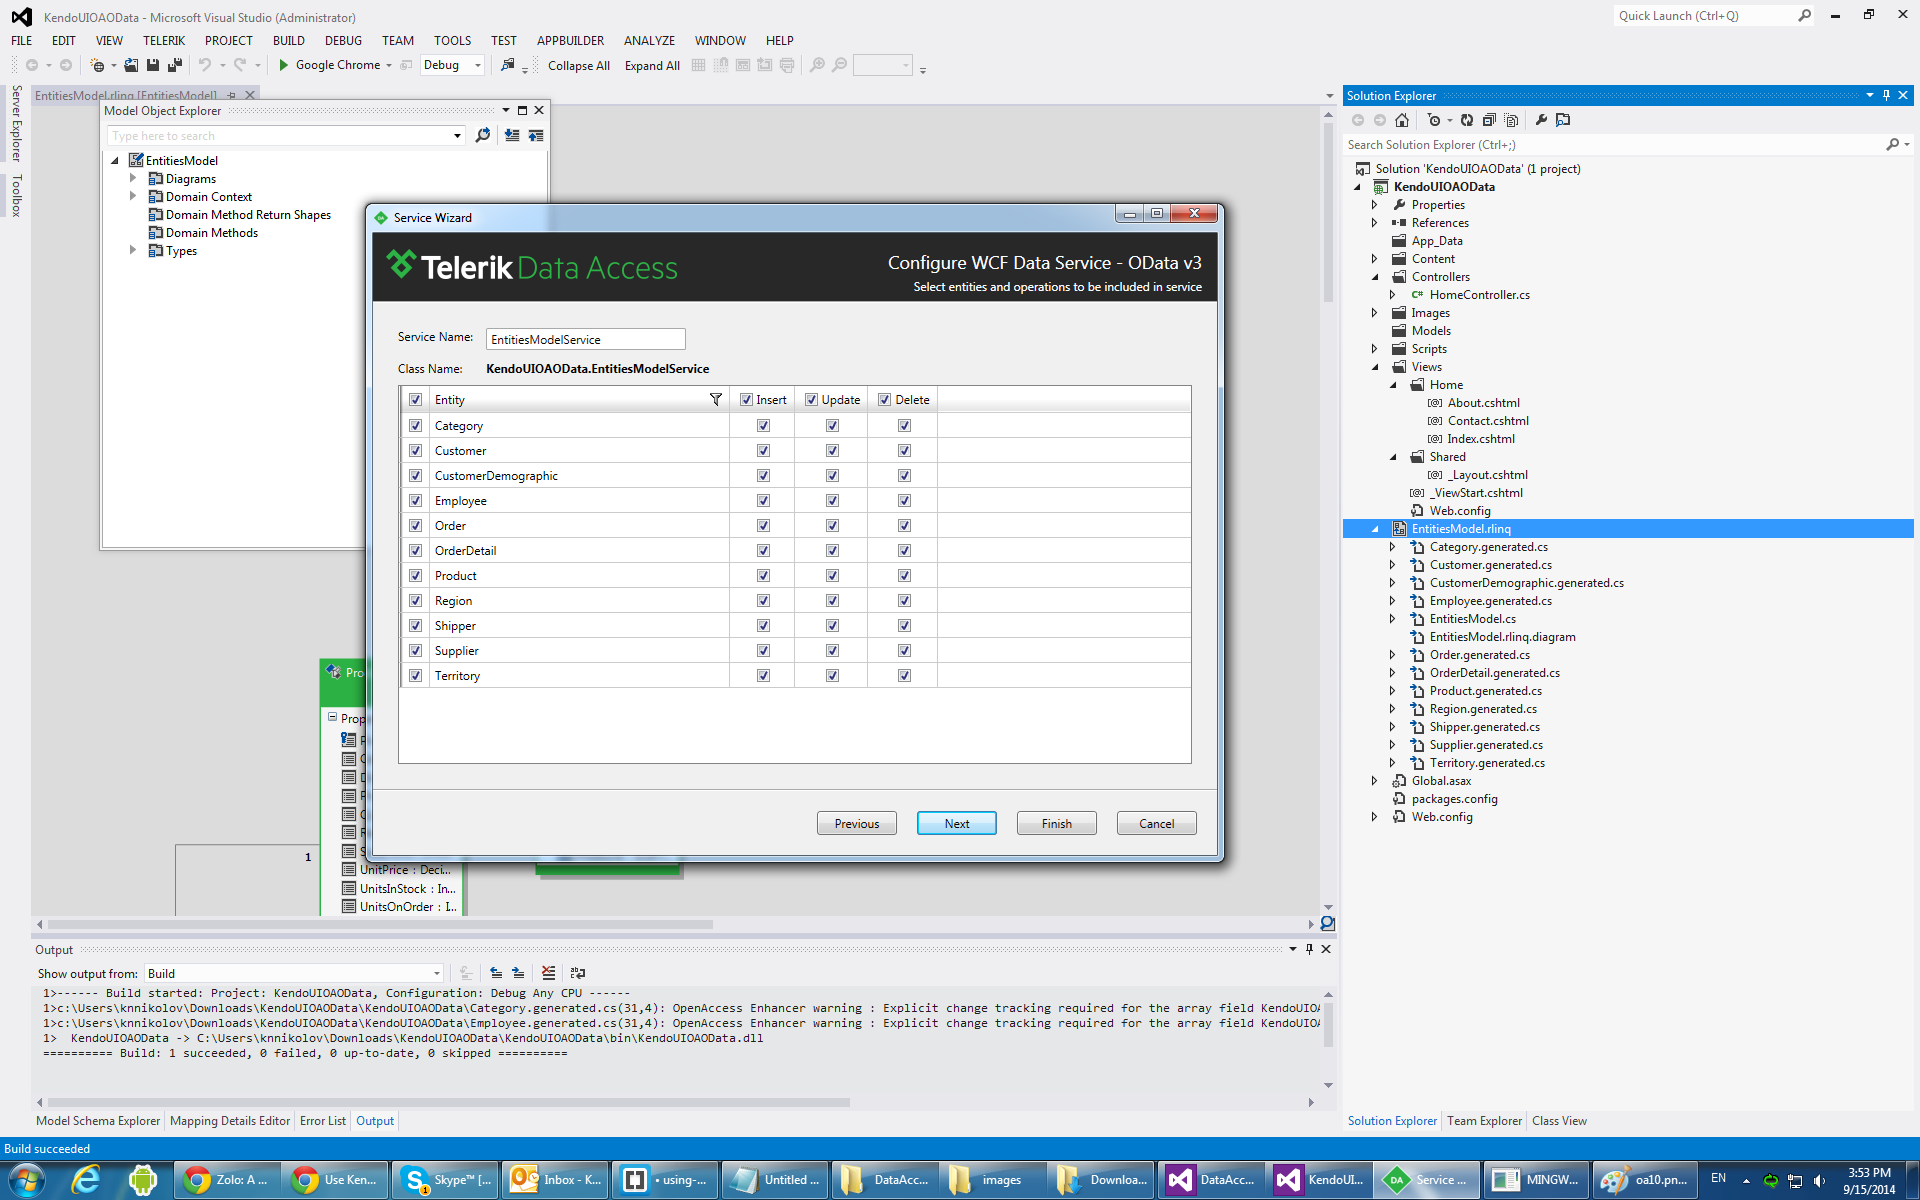 KendoUIOAOData - Microsoft Visual Studio (Administrator)
Quick Launch (Ctrl+Q)
FILE EDIT VIEW TELERIK PROJECT BUILD DEBUG TEAM TOOLS TEST APPBUILDER ANALYZE WINDOW HELP
Google Chrome Debug Collapse All Expand All
Server Explorer
Toolbox
EntitiesModel.rlinq [EntitiesModel]
Model Object Explorer
Type here to search
EntitiesModel
Diagrams
Domain Context
Domain Method Return Shapes
Domain Methods
Types
Service Wizard
Telerik Data Access
Configure WCF Data Service - OData v3
Select entities and operations to be included in service
Service Name: EntitiesModelService
Class Name: KendoUIOAOData.EntitiesModelService
Entity Insert Update Delete
Category
Customer
CustomerDemographic
Employee
Order
OrderDetail
Product
Region
Shipper
Supplier
Territory
Previous Next Finish Cancel
Pro
Prop
1
UnitPrice : Deci...
UnitsInStock : In...
UnitsOnOrder : I...
Output
Show output from: Build
1>------ Build started: Project: KendoUIOAOData, Configuration: Debug Any CPU ------
1>c:\Users\knnikolov\Downloads\KendoUIOAOData\KendoUIOAOData\Category.generated.cs(31,4): OpenAccess Enhancer warning : Explicit change tracking required for the array field KendoUIOA
1>c:\Users\knnikolov\Downloads\KendoUIOAOData\KendoUIOAOData\Employee.generated.cs(31,4): OpenAccess Enhancer warning : Explicit change tracking required for the array field KendoUIOA
1>  KendoUIOAOData -> C:\Users\knnikolov\Downloads\KendoUIOAOData\KendoUIOAOData\bin\KendoUIOAOData.dll
========== Build: 1 succeeded, 0 failed, 0 up-to-date, 0 skipped ==========
Model Schema Explorer Mapping Details Editor Error List Output
Solution Explorer
Search Solution Explorer (Ctrl+;)
Solution 'KendoUIOAOData' (1 project)
KendoUIOAOData
Properties
References
App_Data
Content
Controllers
HomeController.cs
Images
Models
Scripts
Views
Home
About.cshtml
Contact.cshtml
Index.cshtml
Shared
_Layout.cshtml
_ViewStart.cshtml
Web.config
EntitiesModel.rlinq
Category.generated.cs
Customer.generated.cs
CustomerDemographic.generated.cs
Employee.generated.cs
EntitiesModel.cs
EntitiesModel.rlinq.diagram
Order.generated.cs
OrderDetail.generated.cs
Product.generated.cs
Region.generated.cs
Shipper.generated.cs
Supplier.generated.cs
Territory.generated.cs
Global.asax
packages.config
Web.config
Solution Explorer Team Explorer Class View
Build succeeded
Zolo: A ... Use Ken... Skype™ [... Inbox - K... • using-... Untitled ... DataAcc... images Downloa... DataAcc... KendoUI... Service ... MINGW... oa10.pn... EN 3:53 PM
9/15/2014